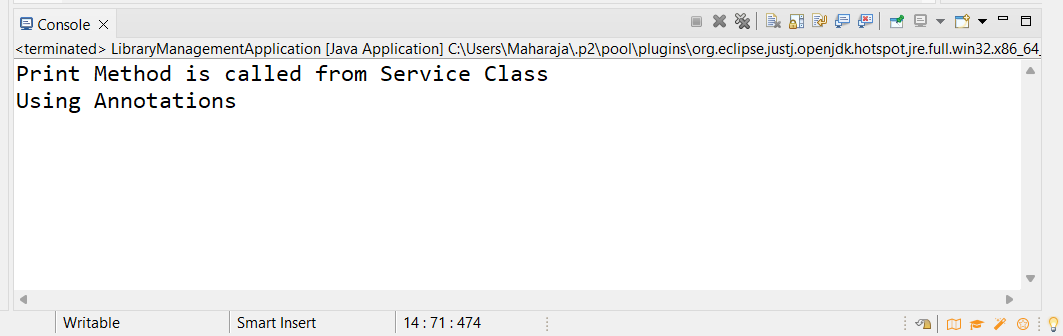 Console
<terminated> LibraryManagementApplication [Java Application] C:\Users\Maharaja\.p2\pool\plugins\org.eclipse.justj.openjdk.hotspot.jre.full.win32.x86_64_
Print Method is called from Service Class
Using Annotations
Writable Smart Insert 14 : 71 : 474